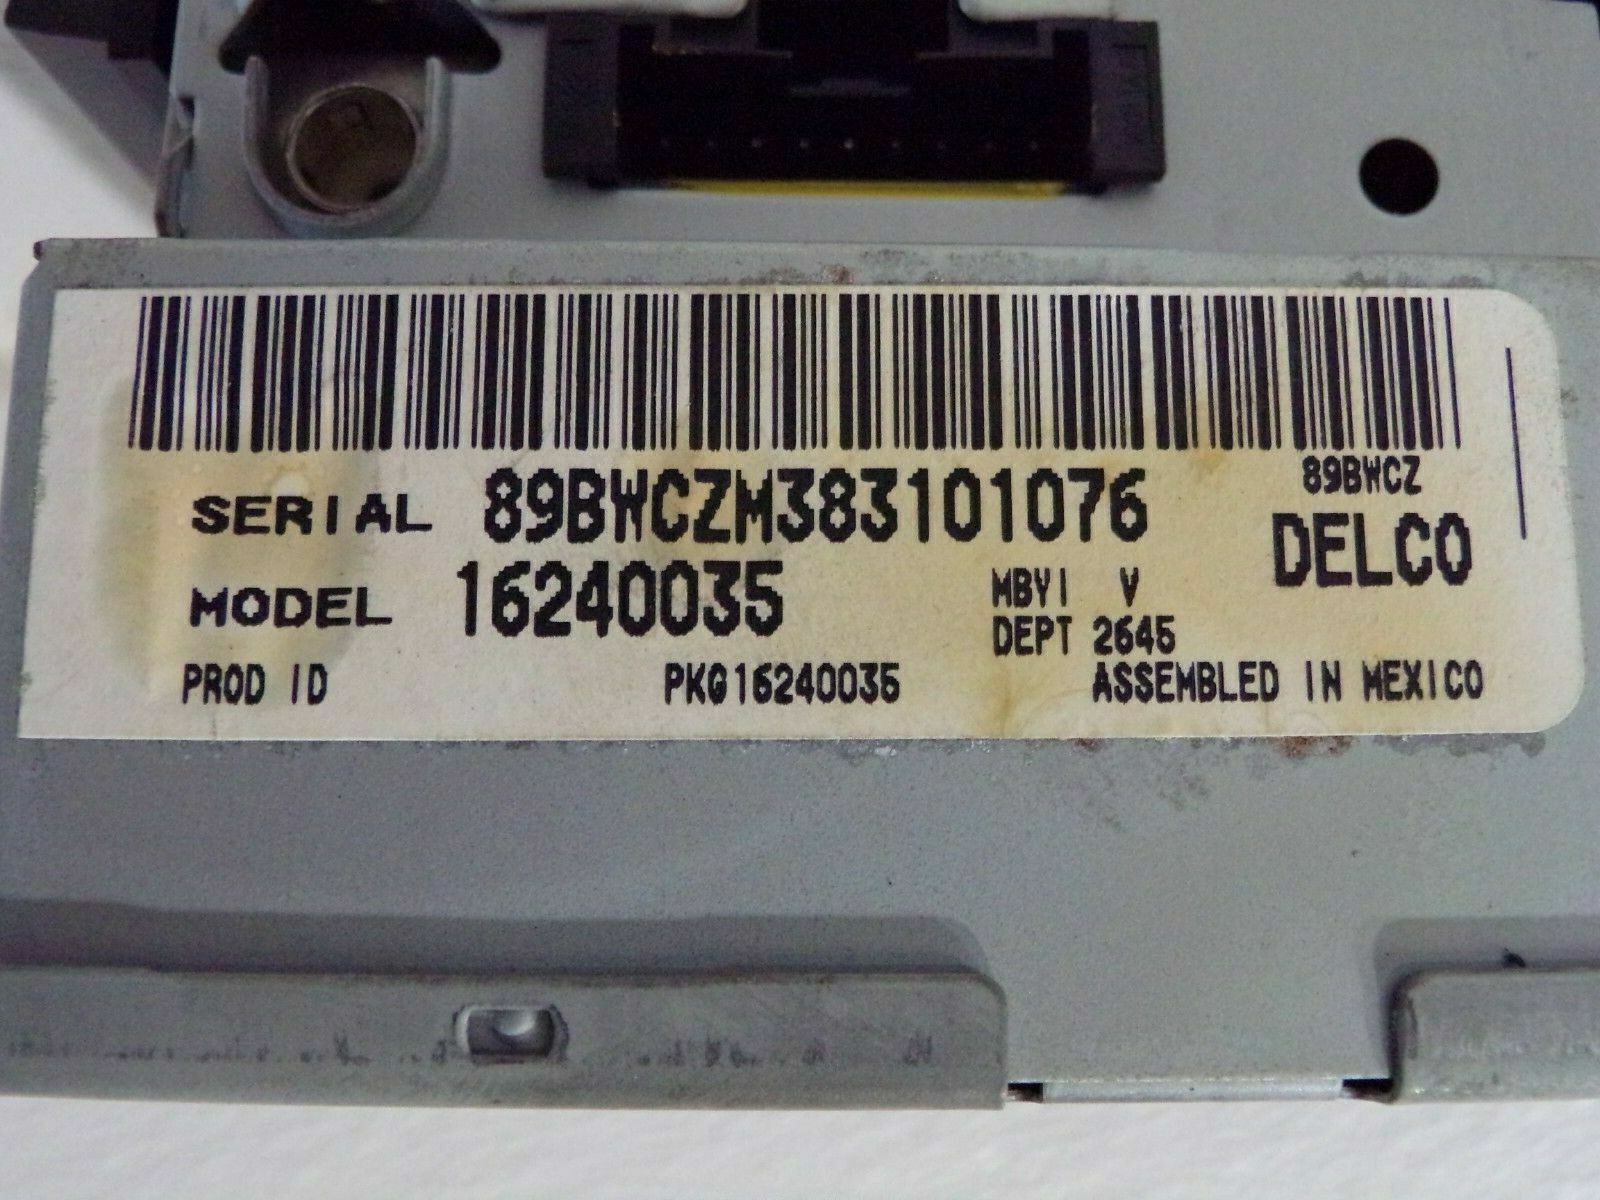 SERIAL 89BWCZM383101076 89BWCZ
MODEL 16240035 MBYI V DELCO
DEPT 2645
PROD ID PKG16240035 ASSEMBLED IN MEXICO